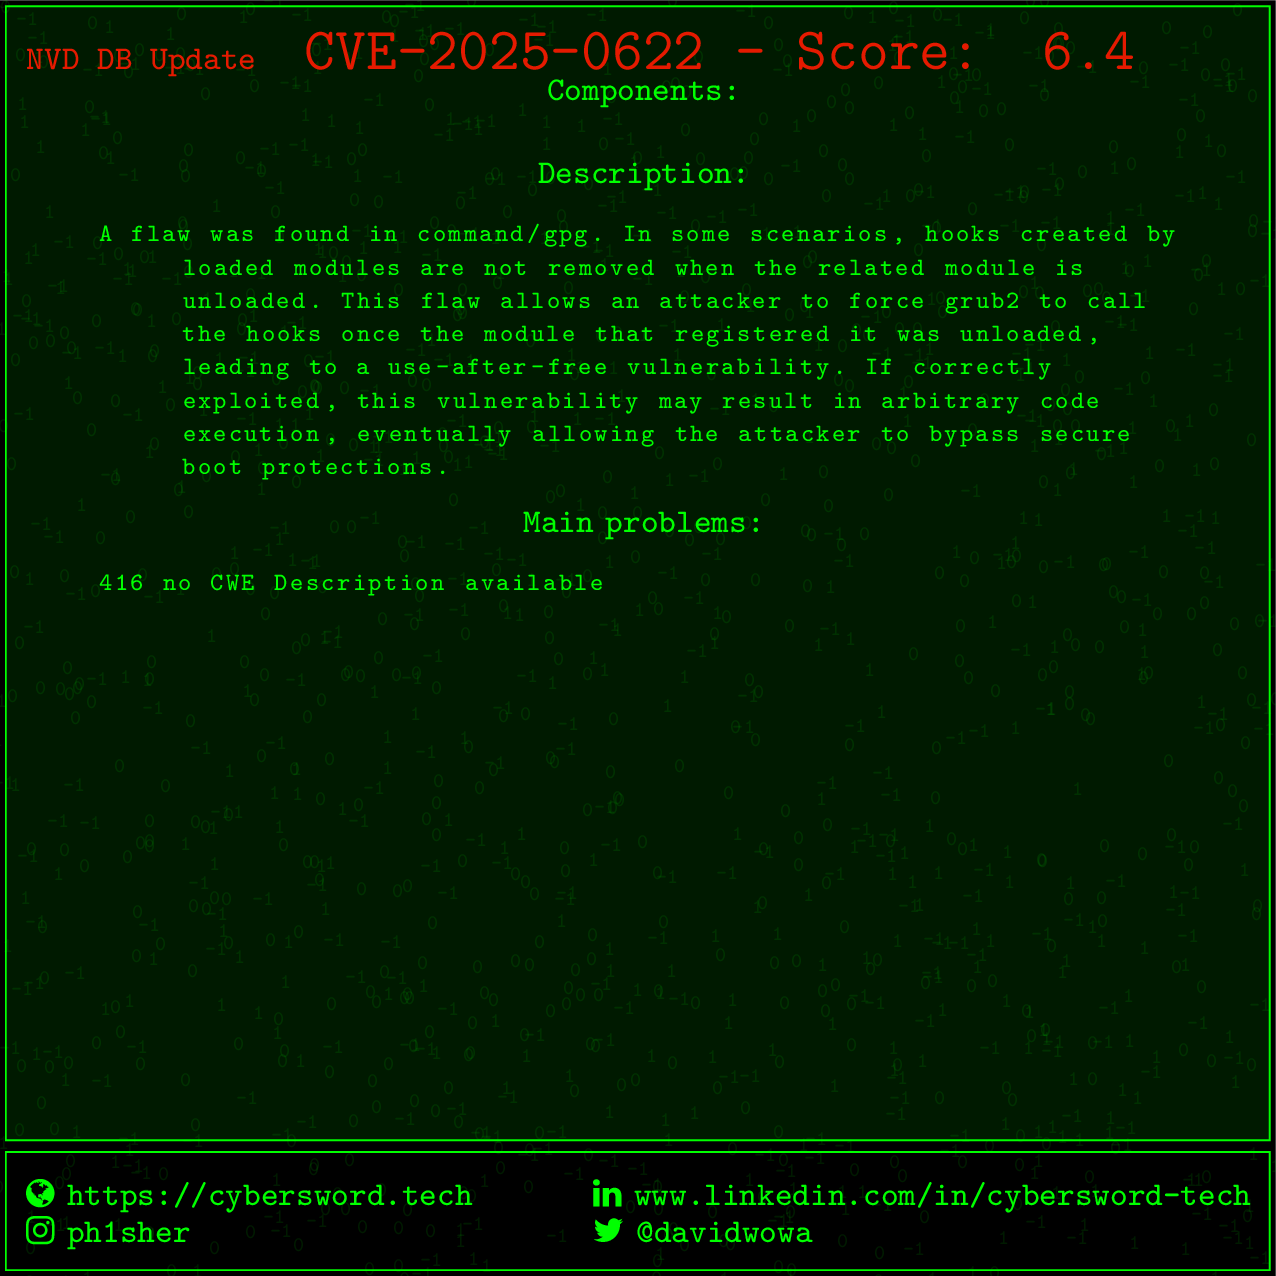 NVD DB Update CVE-2025-0622 - Score: 6.4
Components:
Description:
A flaw was found in command/gpg. In some scenarios, hooks created by
loaded modules are not removed when the related module is
unloaded. This flaw allows an attacker to force grub2 to call
the hooks once the module that registered it was unloaded,
leading to a use-after-free vulnerability. If correctly
exploited, this vulnerability may result in arbitrary code
execution, eventually allowing the attacker to bypass secure
boot protections.
Main problems:
416 no CWE Description available
https://cybersword.tech www.linkedin.com/in/cybersword-tech
ph1sher @davidwowa